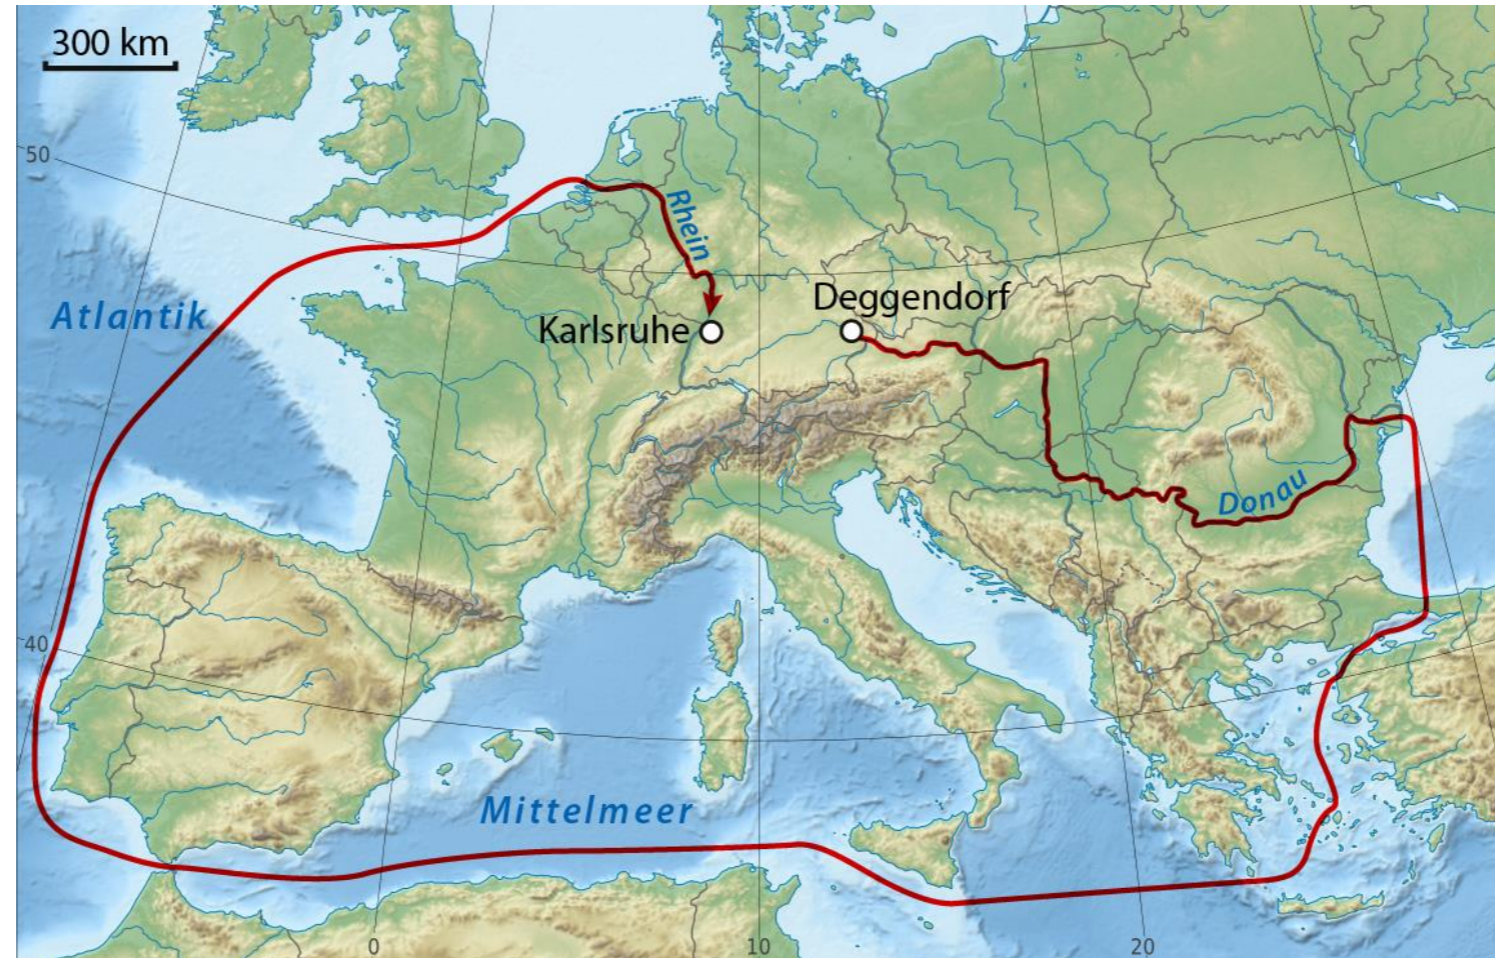 300 km
50
Rhein
Deggendorf
Atlantik
Karlsruhe
Donau
40
Mittelmeer
0
10
20